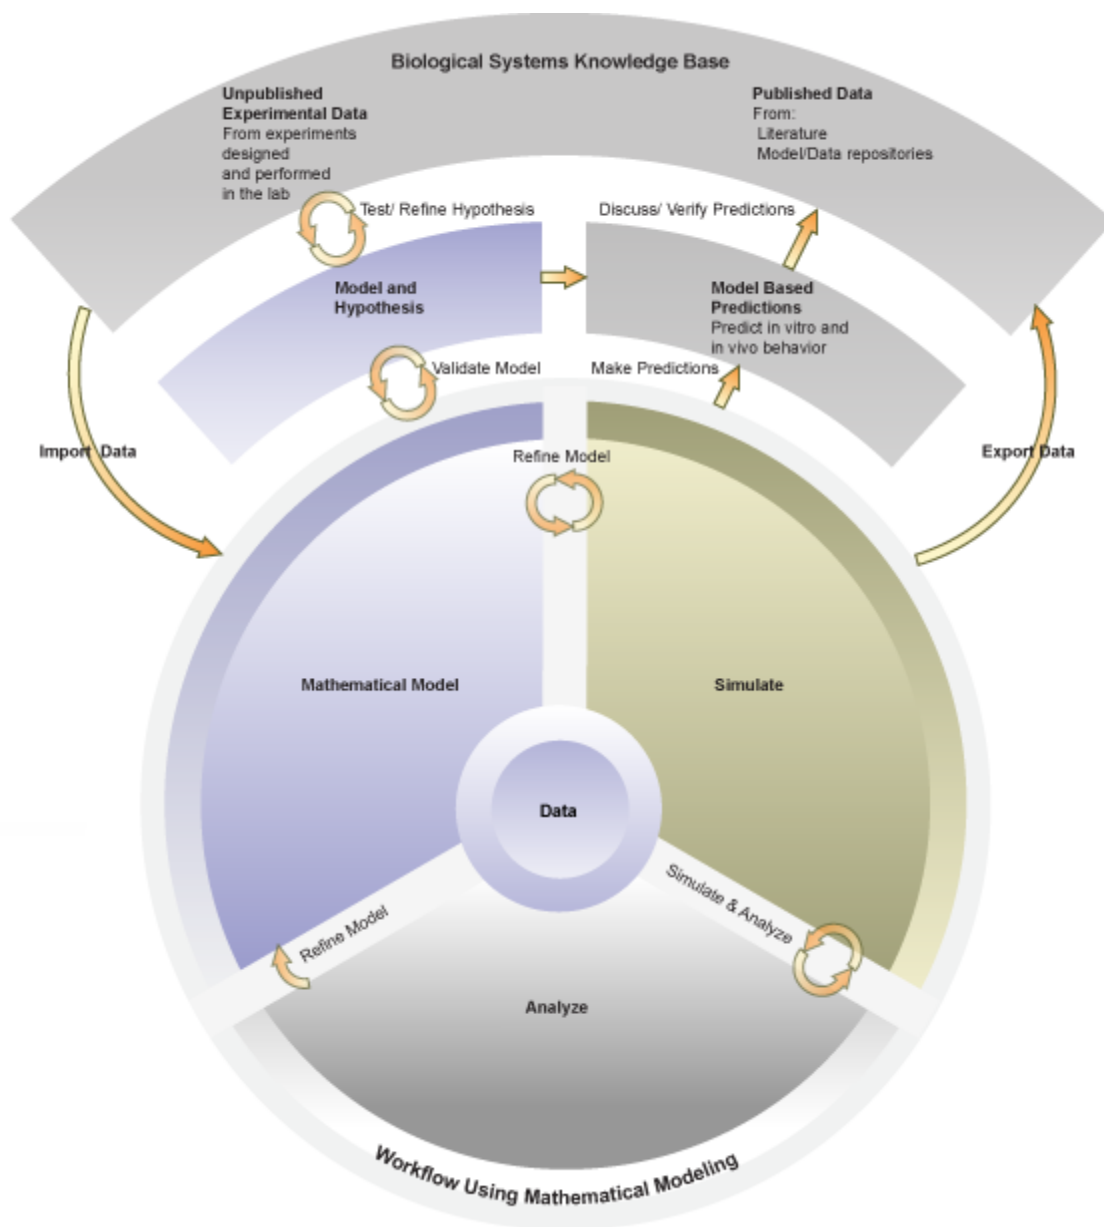 Biological Systems Knowledge Base
Unpublished
Experimental Data
From experiments
designed
and performed
in the lab
Published Data
From:
Literature
Model/Data repositories
Test/ Refine Hypothesis
Discuss/ Verify Predictions
Model and
Hypothesis
Model Based
Predictions
Predict in vitro and
in vivo behavior
Validate Model
Make Predictions
Import Data
Export Data
Refine Model
Mathematical Model
Simulate
Data
Refine Model
Simulate & Analyze
Analyze
Workflow Using Mathematical Modeling